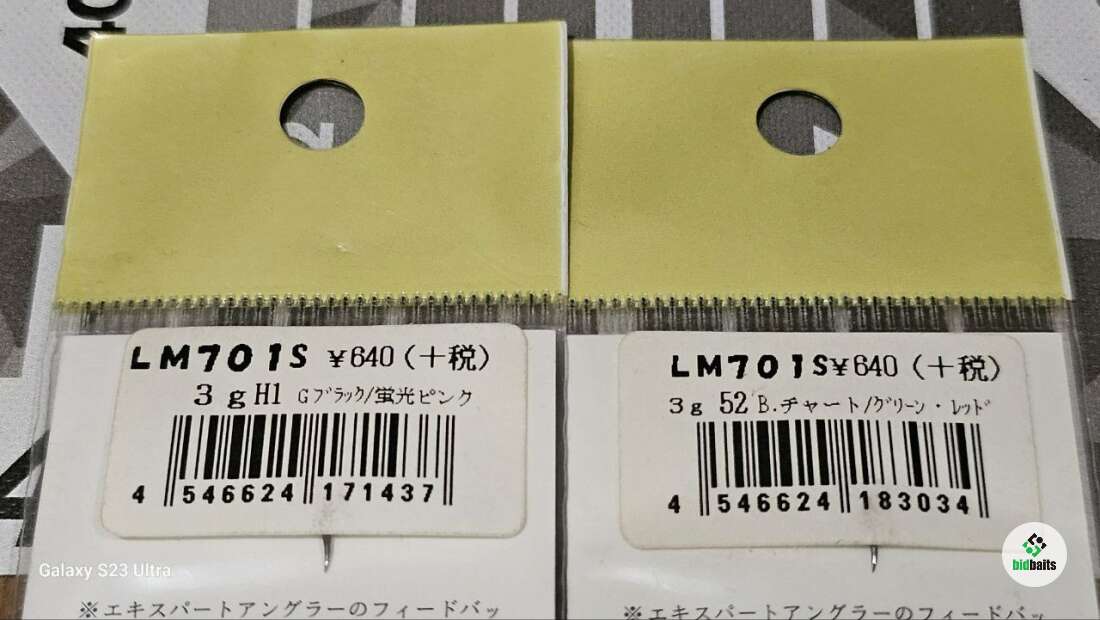 LM701S ¥640(+税)
3g H1 Gブラック/蛍光ピンク
4 546624 171437
※エキスパートアングラーのフィードバッ
LM701S ¥640(+税)
3g 52 B.チャート/グリーン・レッド
4 546624 183034
※エキスパートアングラーのフィードバッ
Galaxy S23 Ultra
bidbaits